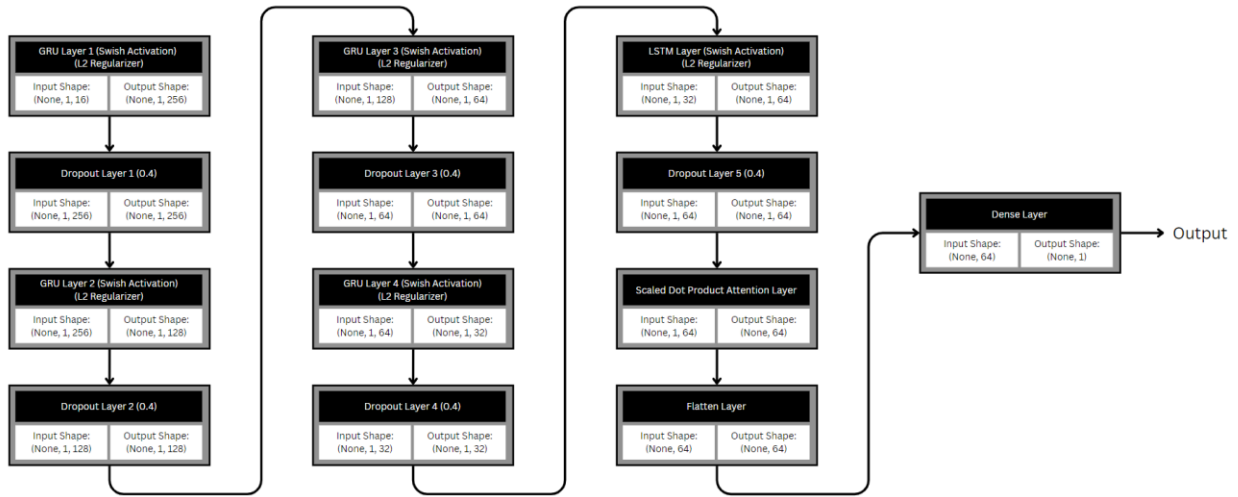 GRU Layer 1 (Swish Activation)
(L2 Regularizer)
Input Shape:
(None, 1, 16)
Output Shape:
(None, 1, 256)
Dropout Layer 1 (0.4)
Input Shape:
(None, 1, 256)
Output Shape:
(None, 1, 256)
GRU Layer 2 (Swish Activation)
(L2 Regularizer)
Input Shape:
(None, 1, 256)
Output Shape:
(None, 1, 128)
Dropout Layer 2 (0.4)
Input Shape:
(None, 1, 128)
Output Shape:
(None, 1, 128)
GRU Layer 3 (Swish Activation)
(L2 Regularizer)
Input Shape:
(None, 1, 128)
Output Shape:
(None, 1, 64)
Dropout Layer 3 (0.4)
Input Shape:
(None, 1, 64)
Output Shape:
(None, 1, 64)
GRU Layer 4 (Swish Activation)
(L2 Regularizer)
Input Shape:
(None, 1, 64)
Output Shape:
(None, 1, 32)
Dropout Layer 4 (0.4)
Input Shape:
(None, 1, 32)
Output Shape:
(None, 1, 32)
LSTM Layer (Swish Activation)
(L2 Regularizer)
Input Shape:
(None, 1, 32)
Output Shape:
(None, 1, 64)
Dropout Layer 5 (0.4)
Input Shape:
(None, 1, 64)
Output Shape:
(None, 1, 64)
Scaled Dot Product Attention Layer
Input Shape:
(None, 1, 64)
Output Shape:
(None, 64)
Flatten Layer
Input Shape:
(None, 64)
Output Shape:
(None, 64)
Dense Layer
Input Shape:
(None, 64)
Output Shape:
(None, 1)
Output